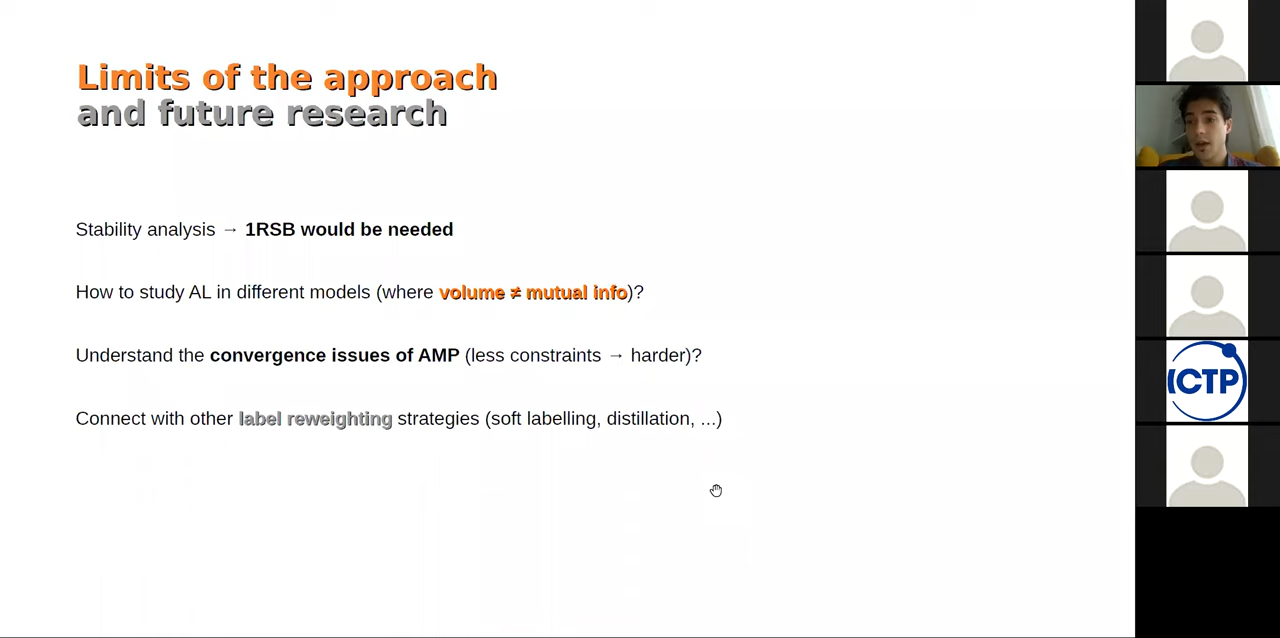 Limits of the approach
and future research
Stability analysis → 1RSB would be needed
How to study AL in different models (where volume ≠ mutual info)?
Understand the convergence issues of AMP (less constraints → harder)?
Connect with other label reweighting strategies (soft labelling, distillation, ...)
ICTP